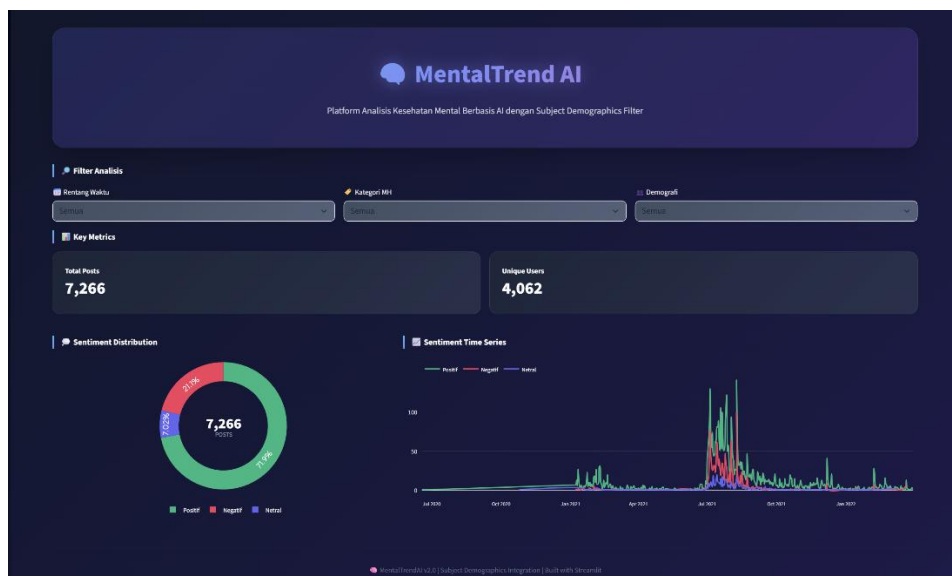 MentalTrend AI
Platform Analisis Kesehatan Mental Berbasis AI dengan Subject Demographics Filter
Filter Analisis
Rentang Waktu
Kategori MH
Demografi
Semua
Semua
Semua
Key Metrics
Total Posts
7,266
Unique Users
4,062
Sentiment Distribution
21.1%
7.02%
7,266
POSTS
71.9%
Positif Negatif Netral
Sentiment Time Series
Positif Negatif Netral
100
50
0
Jul 2020 Oct 2020 Jan 2021 Apr 2021 Jul 2021 Oct 2021 Jan 2022
MentalTrendAI v2.0 | Subject Demographics Integration | Built with Streamlit